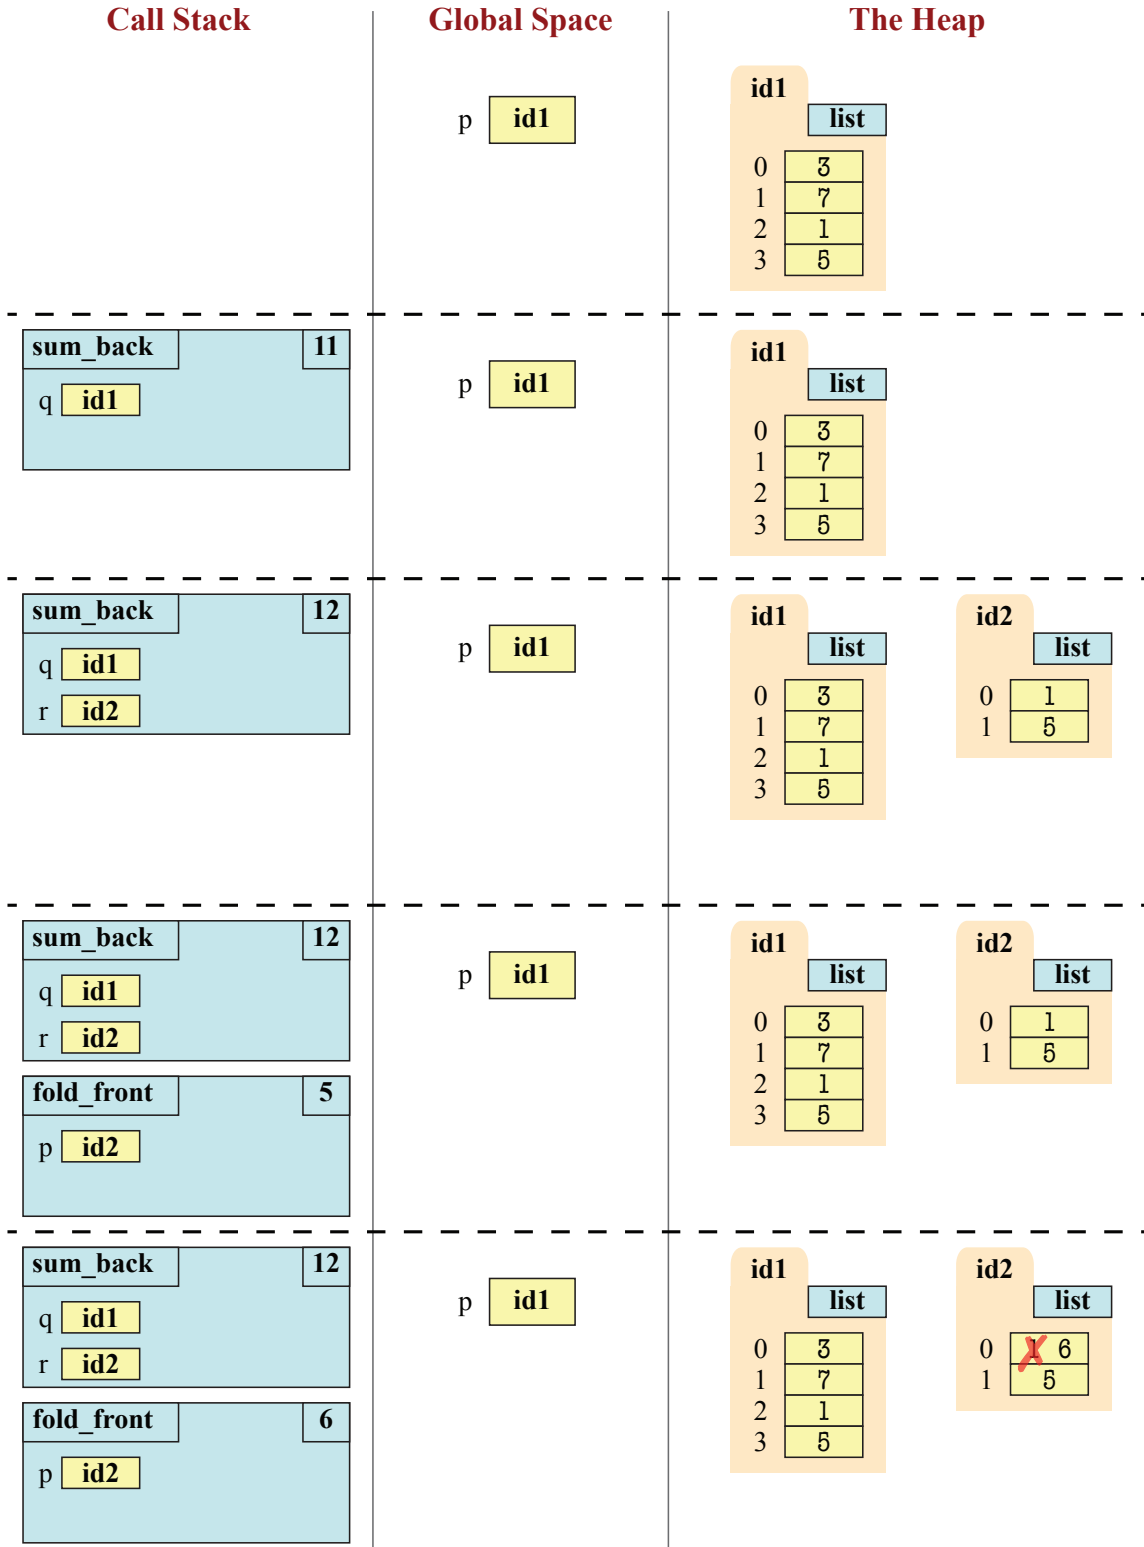 Call Stack Global Space The Heap
p id1
id1
list
0 3
1 7
2 1
3 5
sum_back 11
q id1
p id1
id1
list
0 3
1 7
2 1
3 5
sum_back 12
q id1
r id2
p id1
id1
list
0 3
1 7
2 1
3 5
id2
list
0 1
1 5
sum_back 12
q id1
r id2
fold_front 5
p id2
p id1
id1
list
0 3
1 7
2 1
3 5
id2
list
0 1
1 5
sum_back 12
q id1
r id2
fold_front 6
p id2
p id1
id1
list
0 3
1 7
2 1
3 5
id2
list
0 1 6
1 5